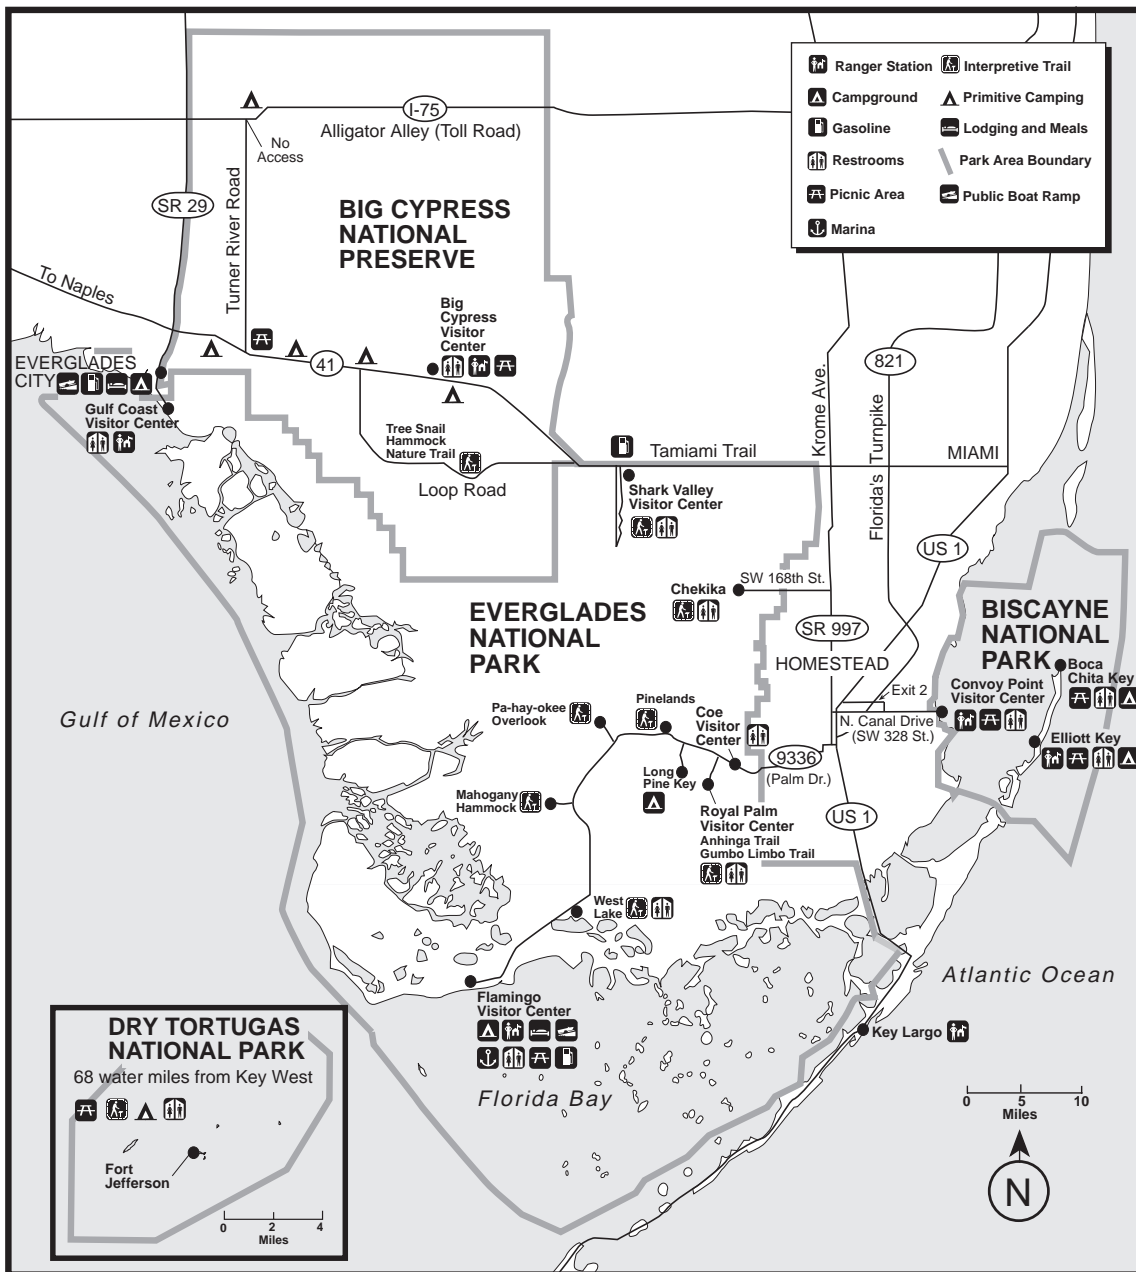 Ranger Station
Interpretive Trail
Campground
Primitive Camping
Gasoline
Lodging and Meals
Restrooms
Park Area Boundary
Picnic Area
Public Boat Ramp
Marina
I-75
Alligator Alley (Toll Road)
No
Access
SR 29
Turner River Road
BIG CYPRESS
NATIONAL
PRESERVE
To Naples
Big
Cypress
Visitor
Center
41
EVERGLADES
CITY
Gulf Coast
Visitor Center
Tree Snail
Hammock
Nature Trail
Loop Road
Tamiami Trail
MIAMI
Krome Ave.
821
Florida's Turnpike
Shark Valley
Visitor Center
US 1
SW 168th St.
Chekika
EVERGLADES
NATIONAL
PARK
SR 997
HOMESTEAD
BISCAYNE
NATIONAL
PARK
Boca
Chita Key
Exit 2
Convoy Point
Visitor Center
N. Canal Drive
(SW 328 St.)
Elliott Key
Gulf of Mexico
Pa-hay-okee
Overlook
Pinelands
Coe
Visitor
Center
9336
(Palm Dr.)
Long
Pine Key
Mahogany
Hammock
Royal Palm
Visitor Center
Anhinga Trail
Gumbo Limbo Trail
US 1
West
Lake
Atlantic Ocean
Flamingo
Visitor Center
Key Largo
Florida Bay
DRY TORTUGAS
NATIONAL PARK
68 water miles from Key West
Fort
Jefferson
0 2 4
Miles
0 5 10
Miles
N